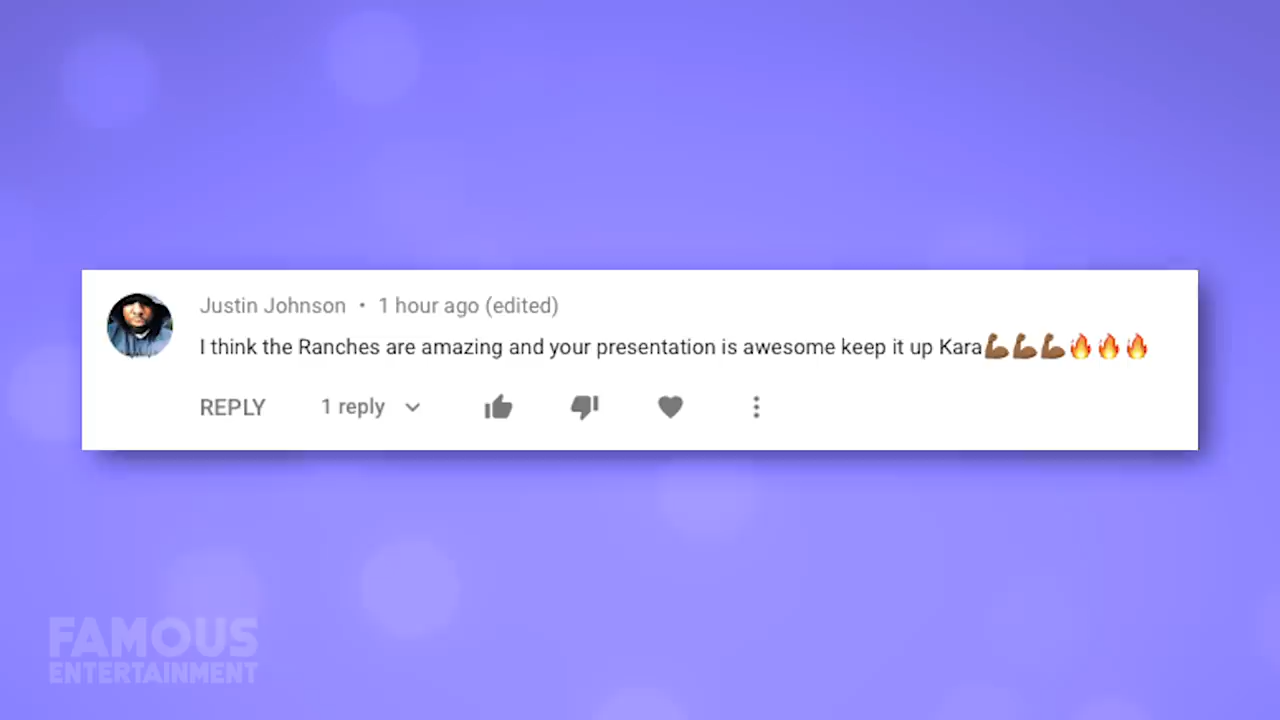 Justin Johnson • 1 hour ago (edited)
I think the Ranches are amazing and your presentation is awesome keep it up Kara💪🏾💪🏾💪🏾🔥🔥🔥
REPLY 1 reply
FAMOUS
ENTERTAINMENT